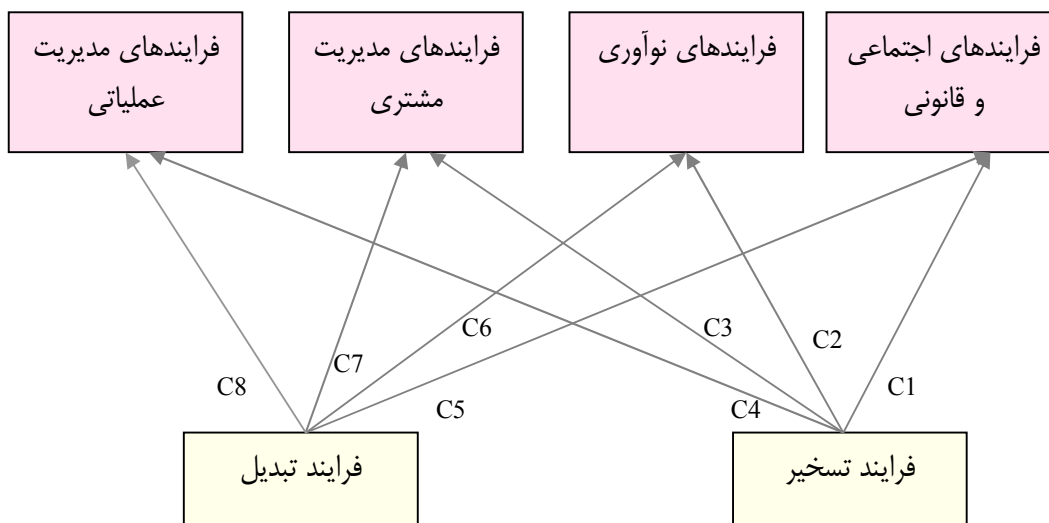 فرایندهای اجتماعی
و قانونی
فرایندهای نوآوری
فرایندهای مدیریت
مشتری
فرایندهای مدیریت
عملیاتی
C1
C2
C3
C4
C5
C6
C7
C8
فرایند تسخیر
فرایند تبدیل